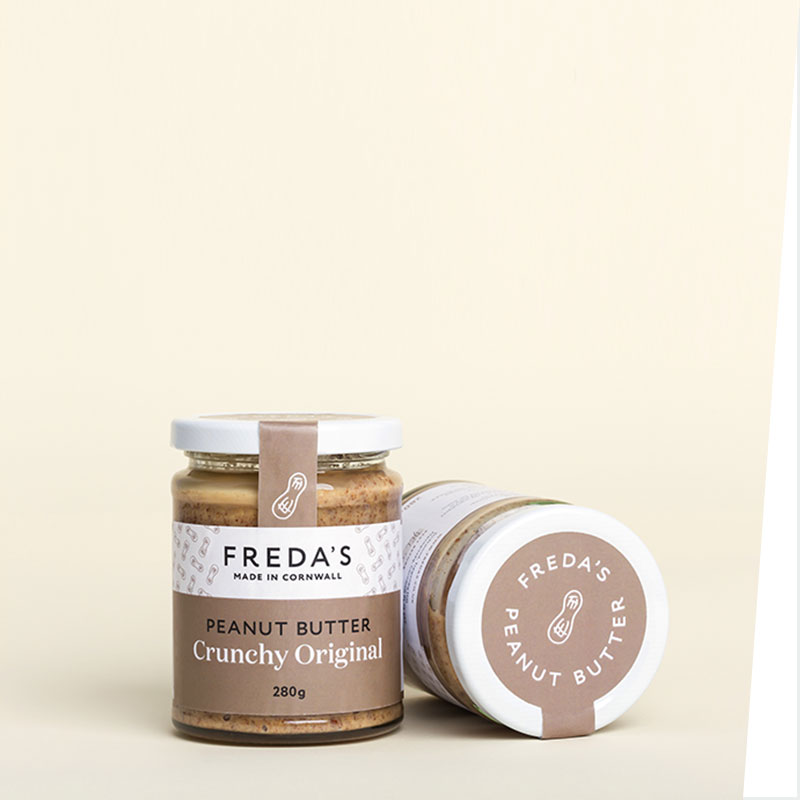 FREDA'S
MADE IN CORNWALL
PEANUT BUTTER
Crunchy Original
280g
FREDA'S
PEANUT BUTTER